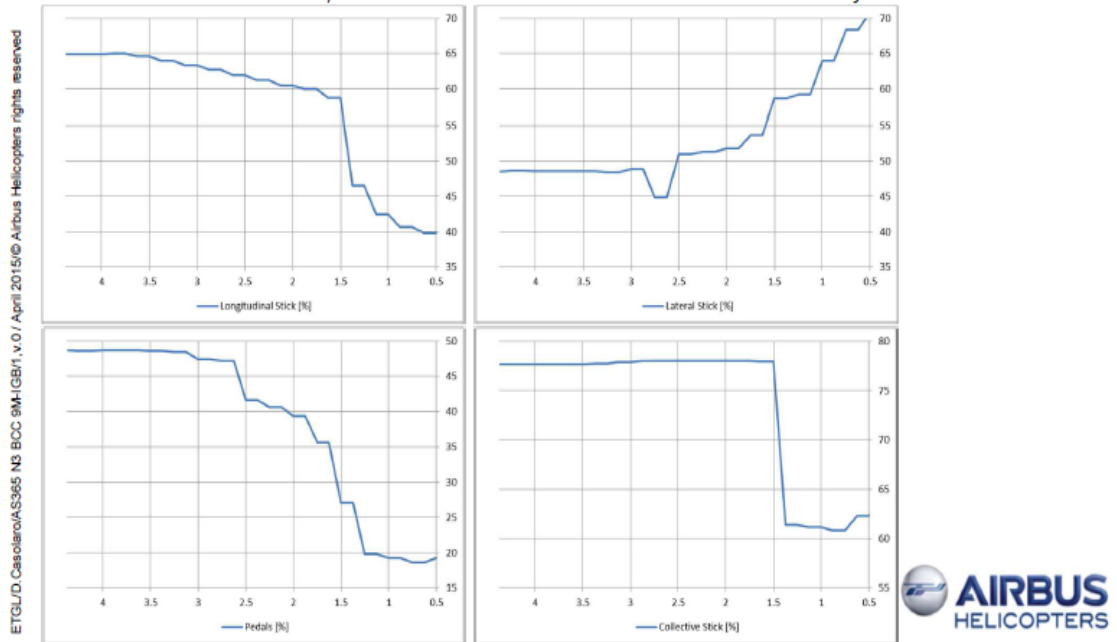 ETGL/D.Casolaro/AS365 N3 BCC 9M-IGB/1,v.0 / April 2015/© Airbus Helicopters rights reserved
70
65
60
55
50
45
40
35
4 3.5 3 2.5 2 1.5 1 0.5
Longitudinal Stick [%]
70
65
60
55
50
45
40
35
4 3.5 3 2.5 2 1.5 1 0.5
Lateral Stick [%]
50
45
40
35
30
25
20
15
4 3.5 3 2.5 2 1.5 1 0.5
Pedals [%]
80
75
70
65
60
55
4 3.5 3 2.5 2 1.5 1 0.5
Collective Stick [%]
AIRBUS
HELICOPTERS